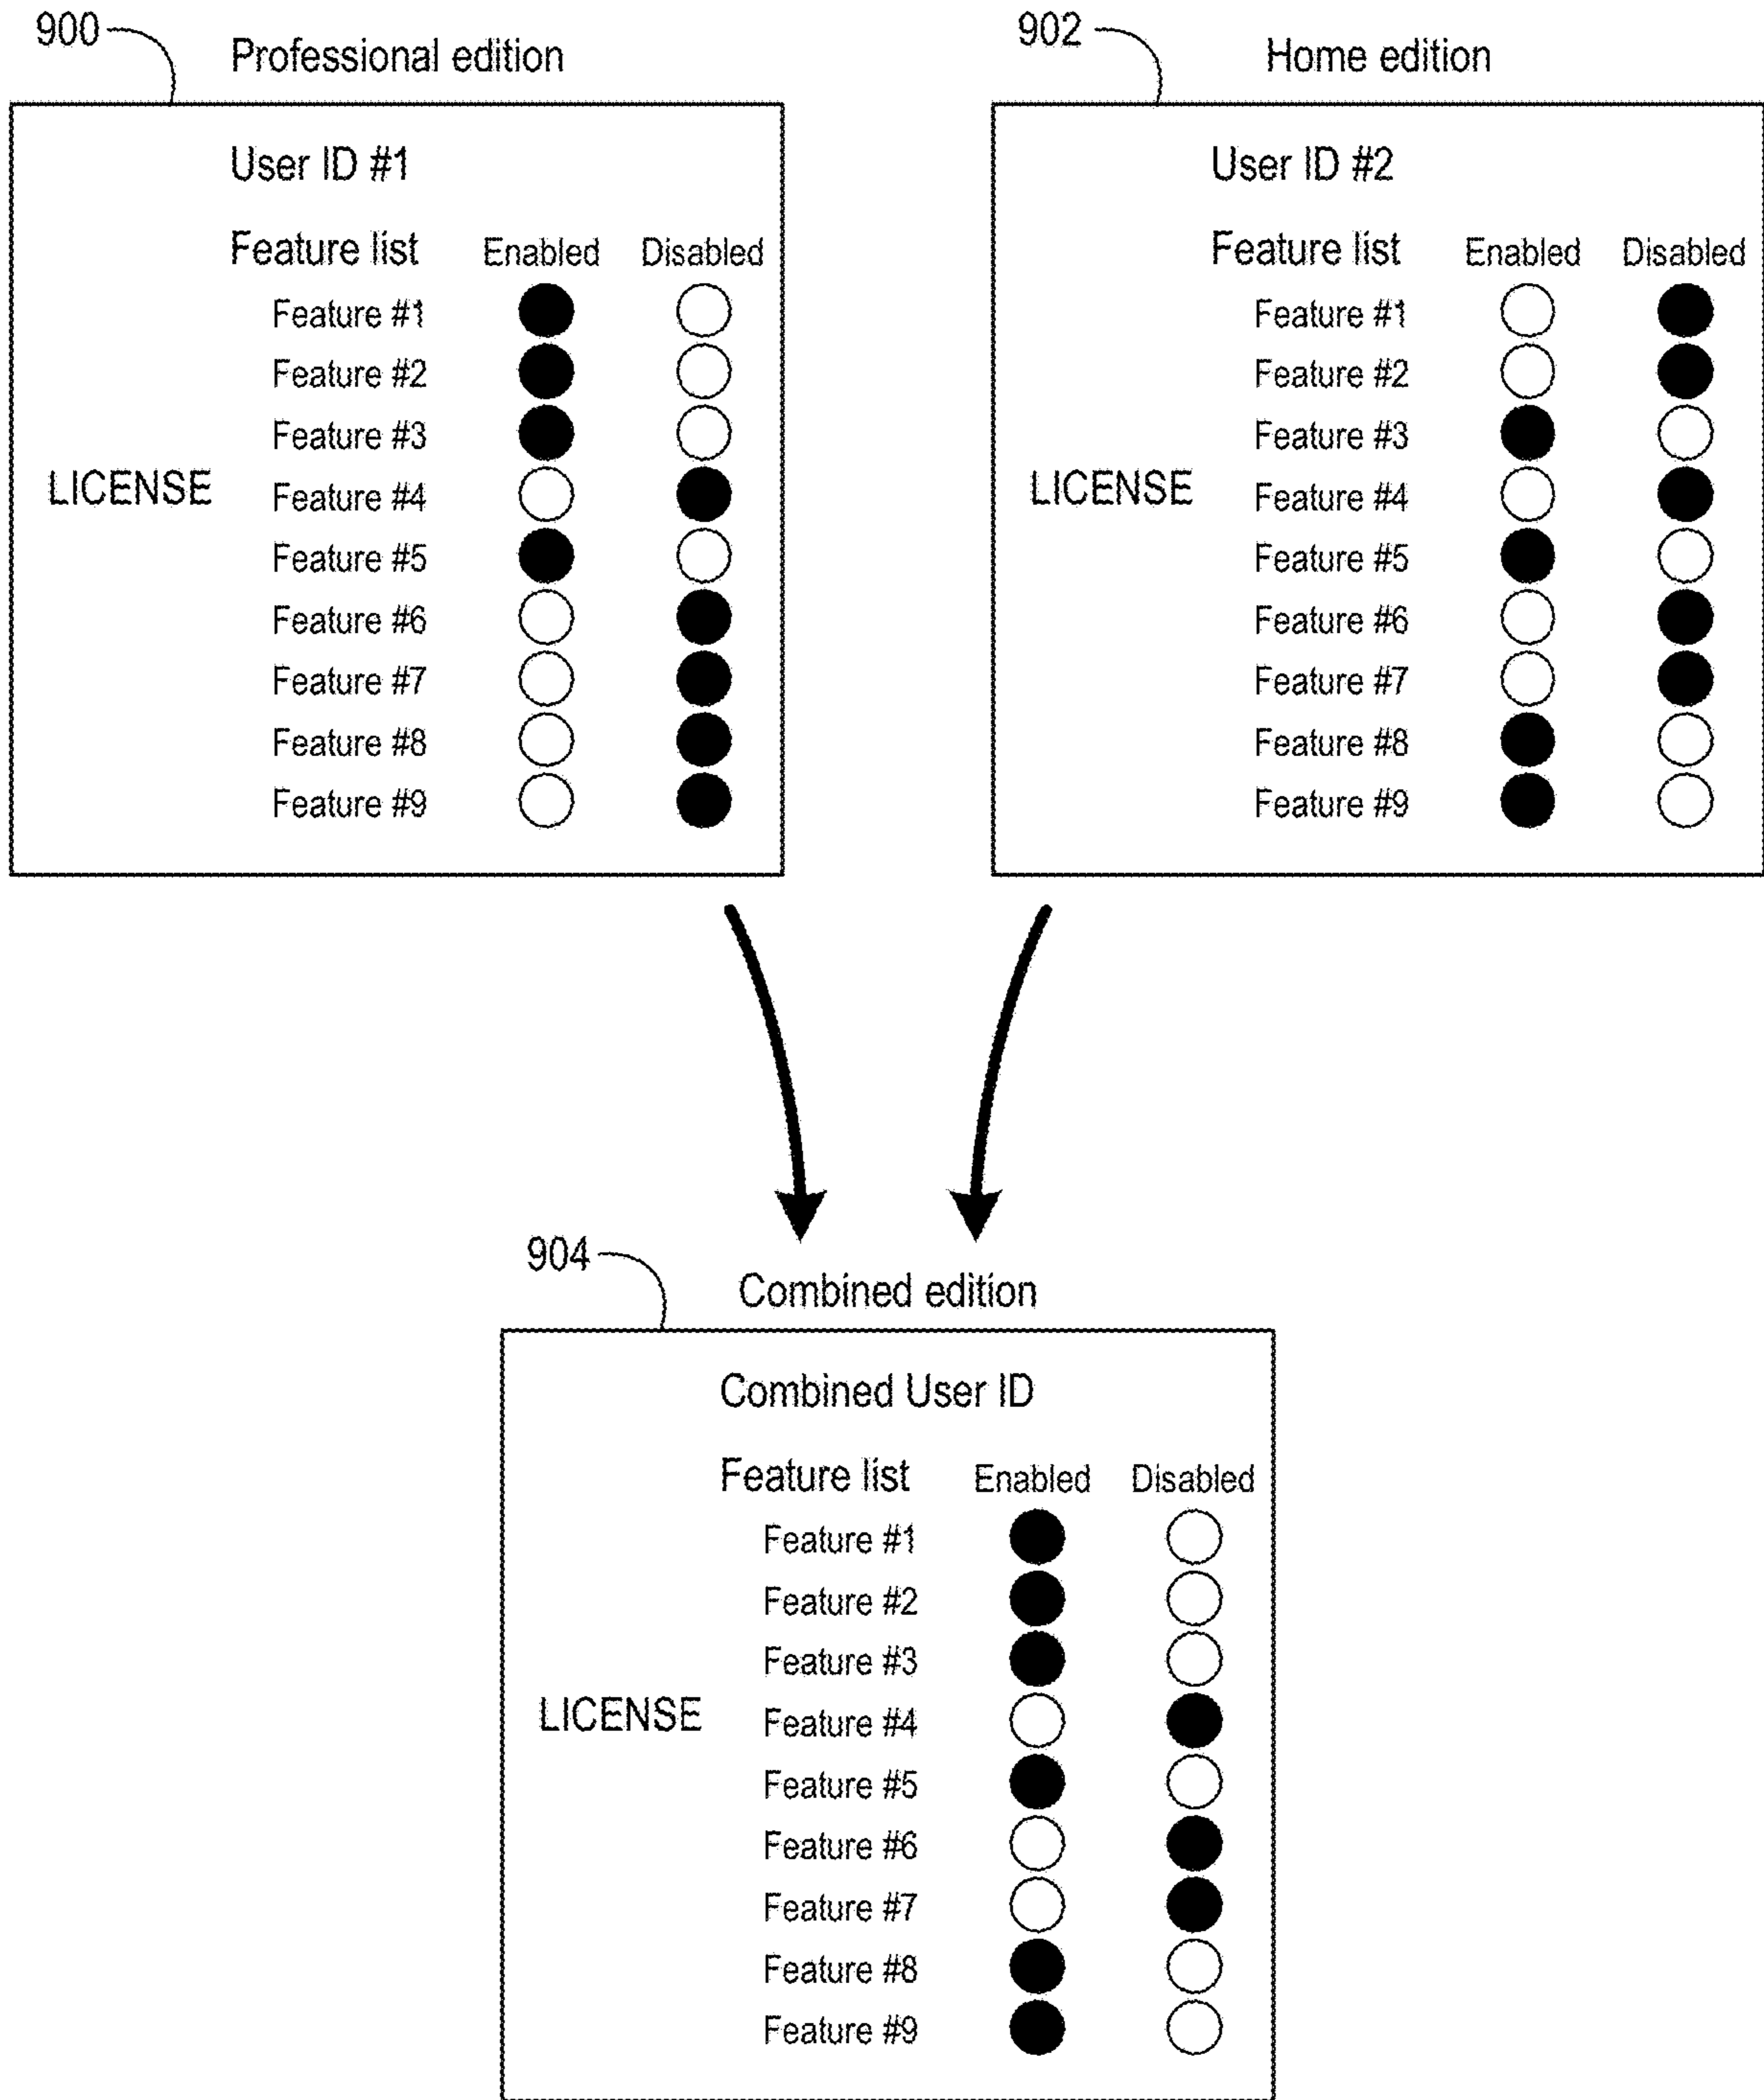 900
Professional edition
User ID #1
Feature list Enabled Disabled
Feature #1
Feature #2
Feature #3
LICENSE Feature #4
Feature #5
Feature #6
Feature #7
Feature #8
Feature #9
902
Home edition
User ID #2
Feature list Enabled Disabled
Feature #1
Feature #2
Feature #3
LICENSE Feature #4
Feature #5
Feature #6
Feature #7
Feature #8
Feature #9
904
Combined edition
Combined User ID
Feature list Enabled Disabled
Feature #1
Feature #2
Feature #3
LICENSE Feature #4
Feature #5
Feature #6
Feature #7
Feature #8
Feature #9